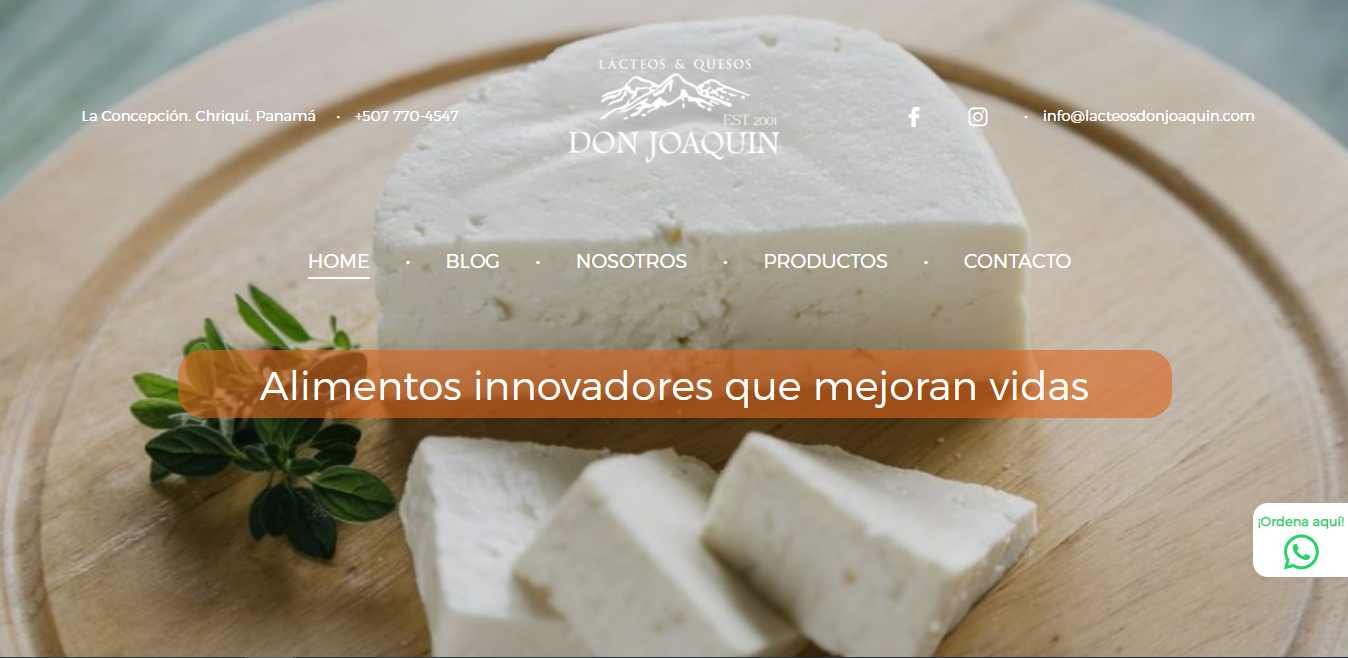 LÁCTEOS & QUESOS
EST. 2001
DON JOAQUIN
La Concepción. Chriquí. Panamá · +507 770-4547
· info@lacteosdonjoaquin.com
HOME · BLOG · NOSOTROS · PRODUCTOS · CONTACTO
Alimentos innovadores que mejoran vidas
¡Ordena aquí!